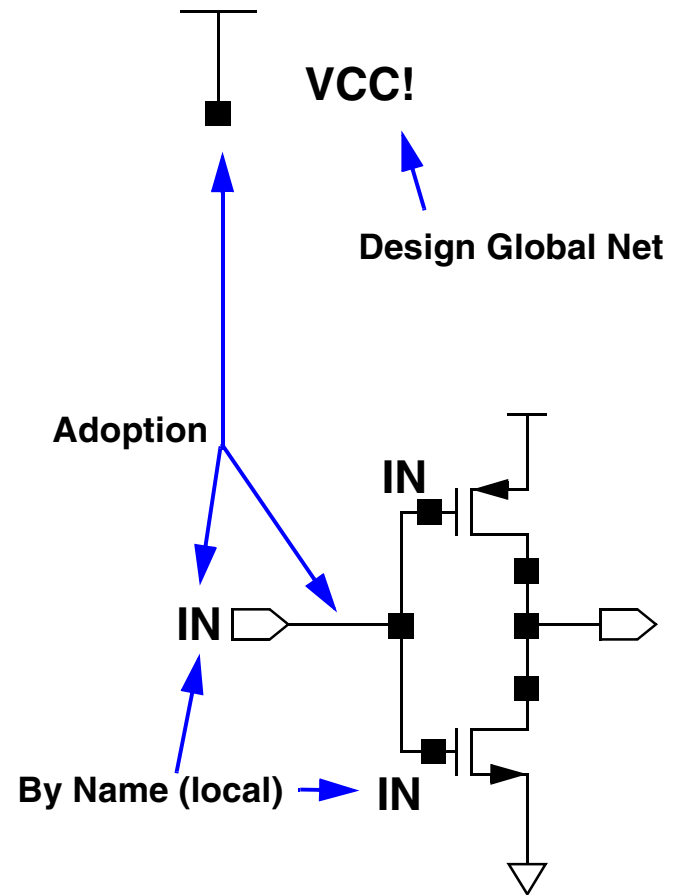 VCC!
Design Global Net
Adoption
IN
IN
By Name (local)
IN